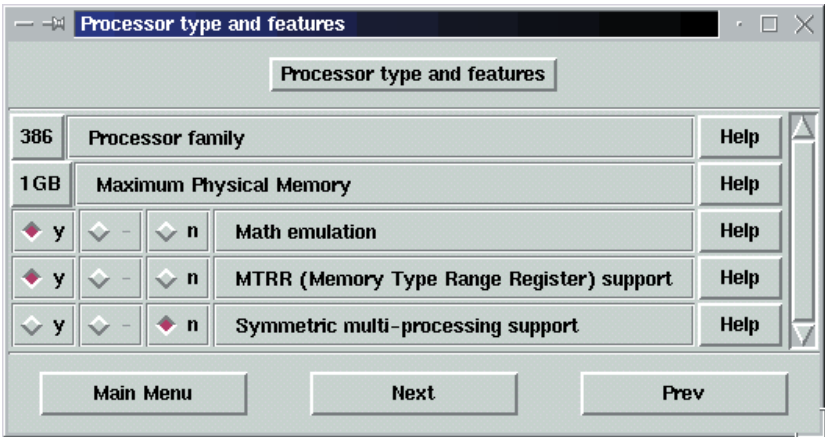 Processor type and features
Processor type and features
386 Processor family Help
1GB Maximum Physical Memory Help
y - n Math emulation Help
y - n MTRR (Memory Type Range Register) support Help
y - n Symmetric multi-processing support Help
Main Menu Next Prev